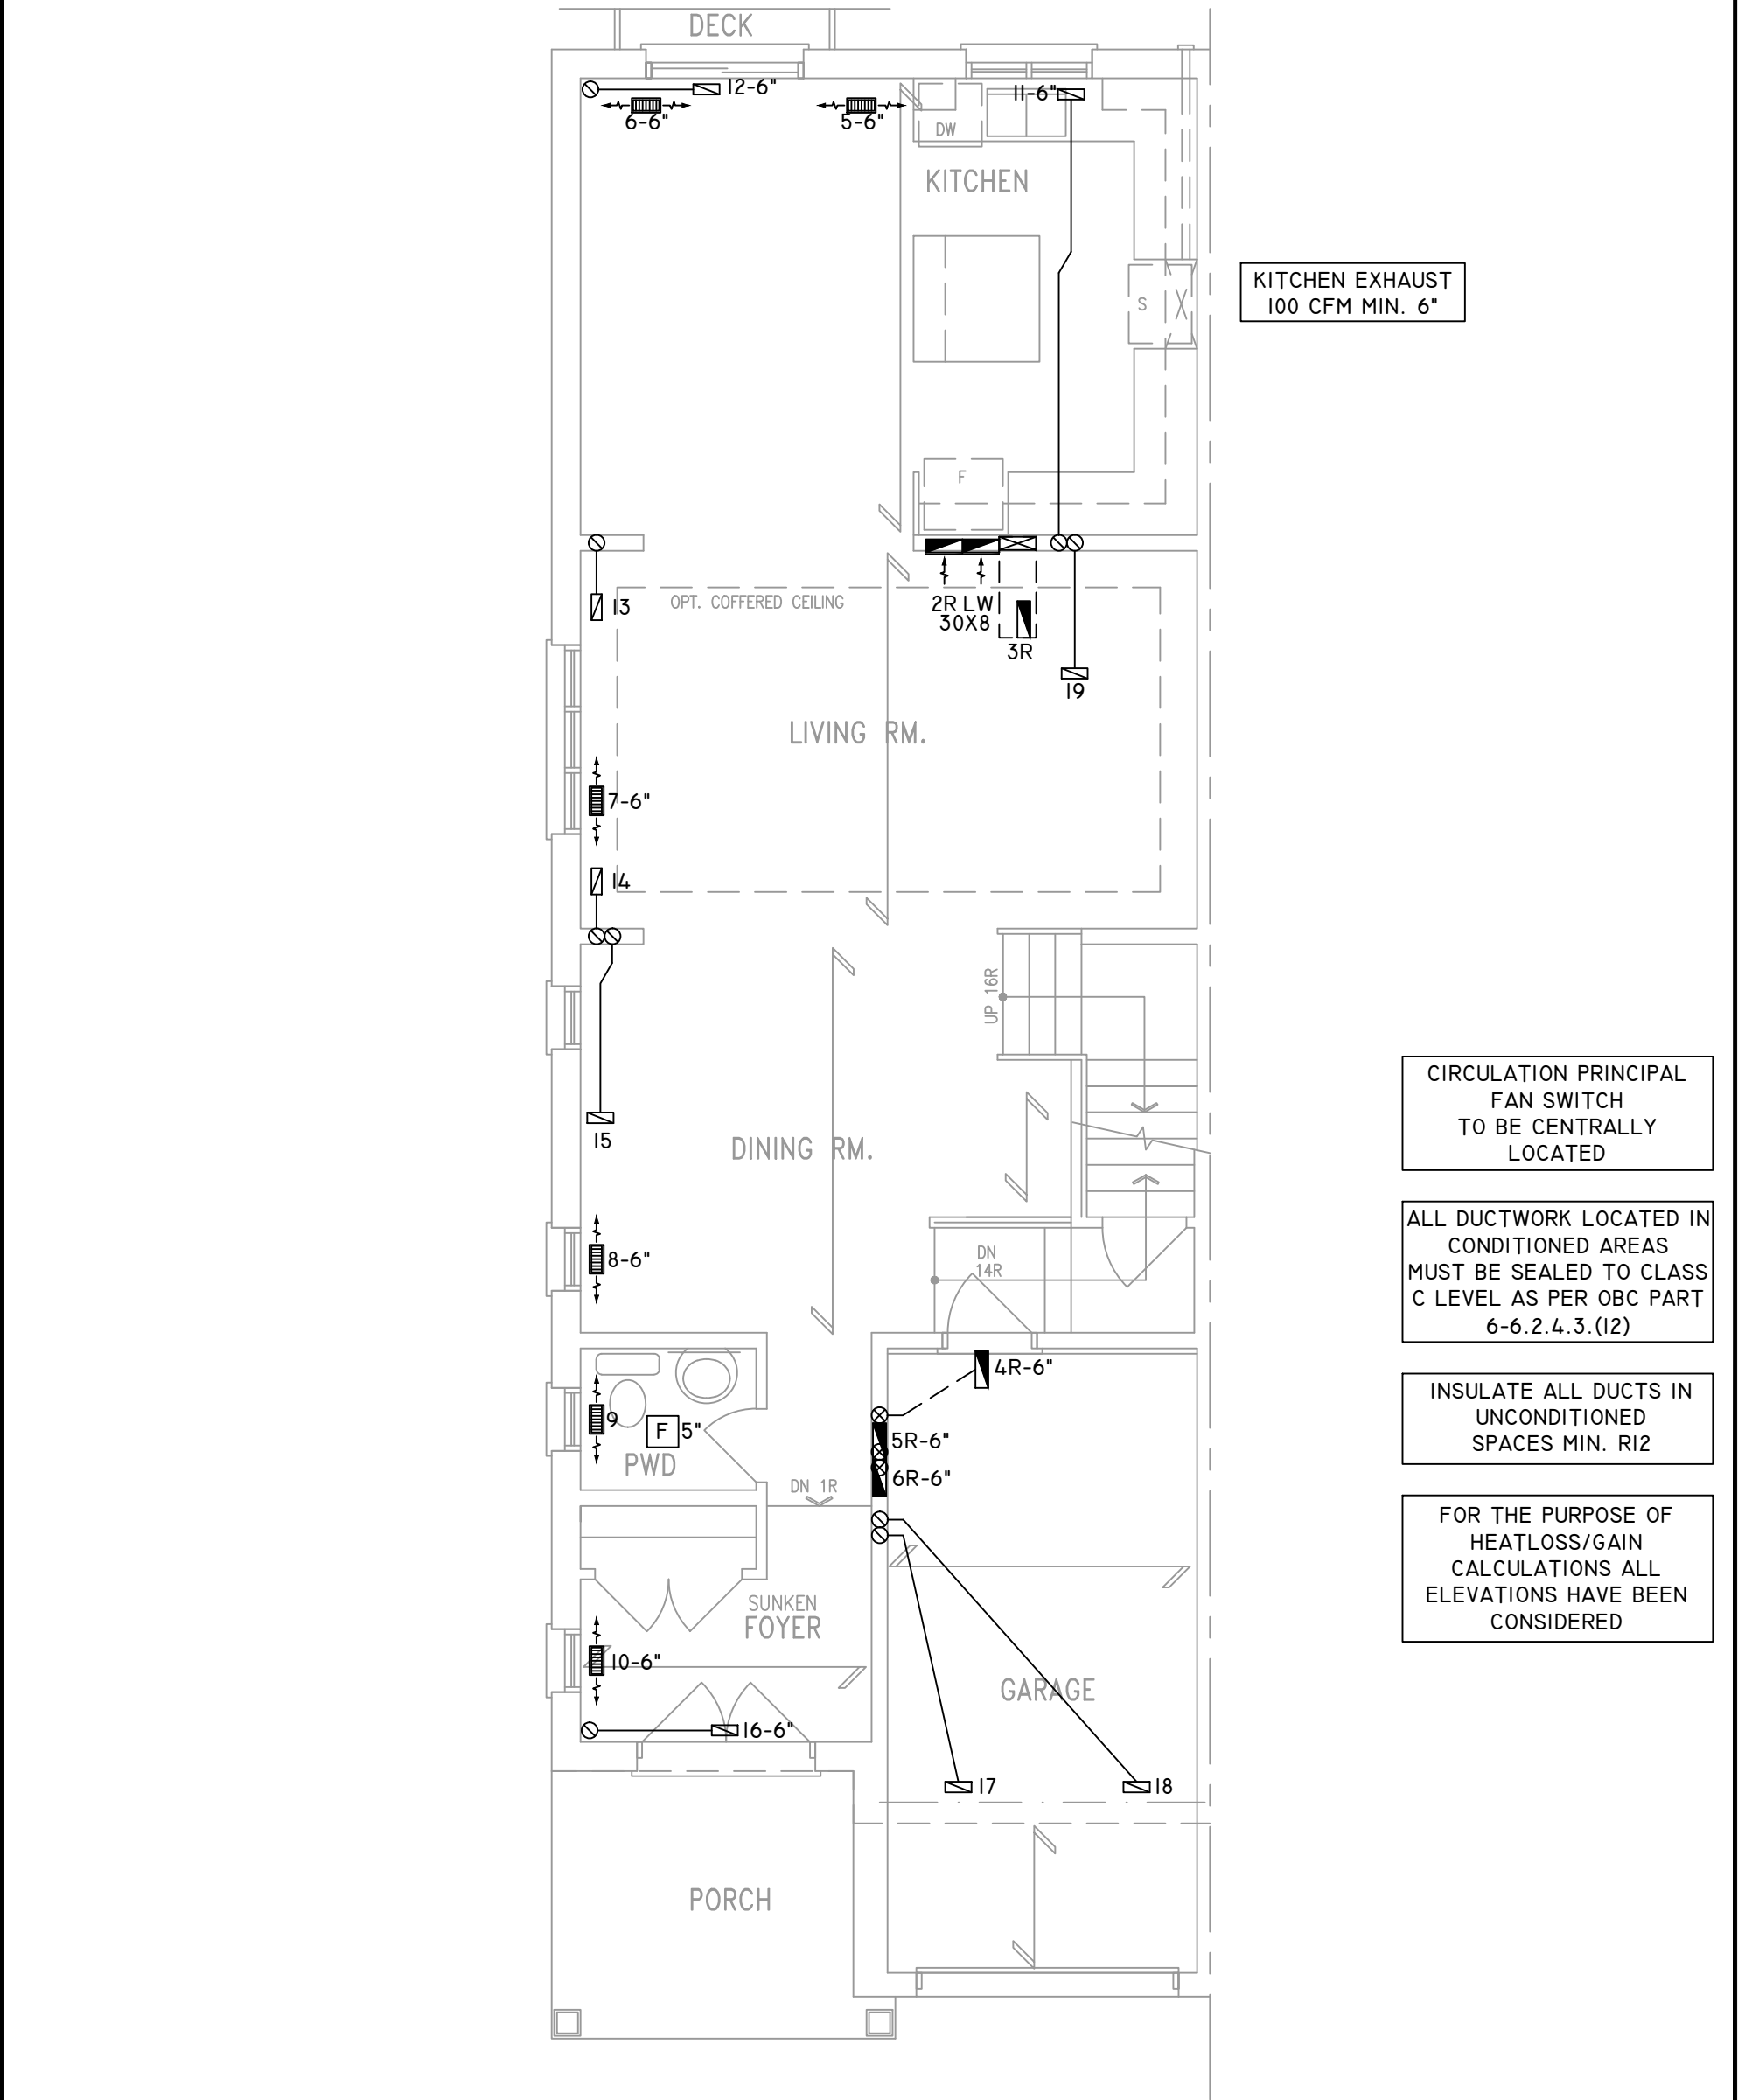 DECK
12-6"
11-6"
6-6"
5-6"
DW
KITCHEN
KITCHEN EXHAUST
100 CFM MIN. 6"
S
F
13
OPT. COFFERED CEILING
2R LW
30X8
3R
19
LIVING RM.
7-6"
14
UP 16R
15
DINING RM.
CIRCULATION PRINCIPAL
FAN SWITCH
TO BE CENTRALLY
LOCATED
ALL DUCTWORK LOCATED IN
CONDITIONED AREAS
MUST BE SEALED TO CLASS
C LEVEL AS PER OBC PART
6-6.2.4.3.(12)
8-6"
DN
14R
4R-6"
INSULATE ALL DUCTS IN
UNCONDITIONED
SPACES MIN. R12
9
F 5"
PWD
5R-6"
6R-6"
DN 1R
FOR THE PURPOSE OF
HEATLOSS/GAIN
CALCULATIONS ALL
ELEVATIONS HAVE BEEN
CONSIDERED
SUNKEN
FOYER
10-6"
GARAGE
16-6"
17
18
PORCH